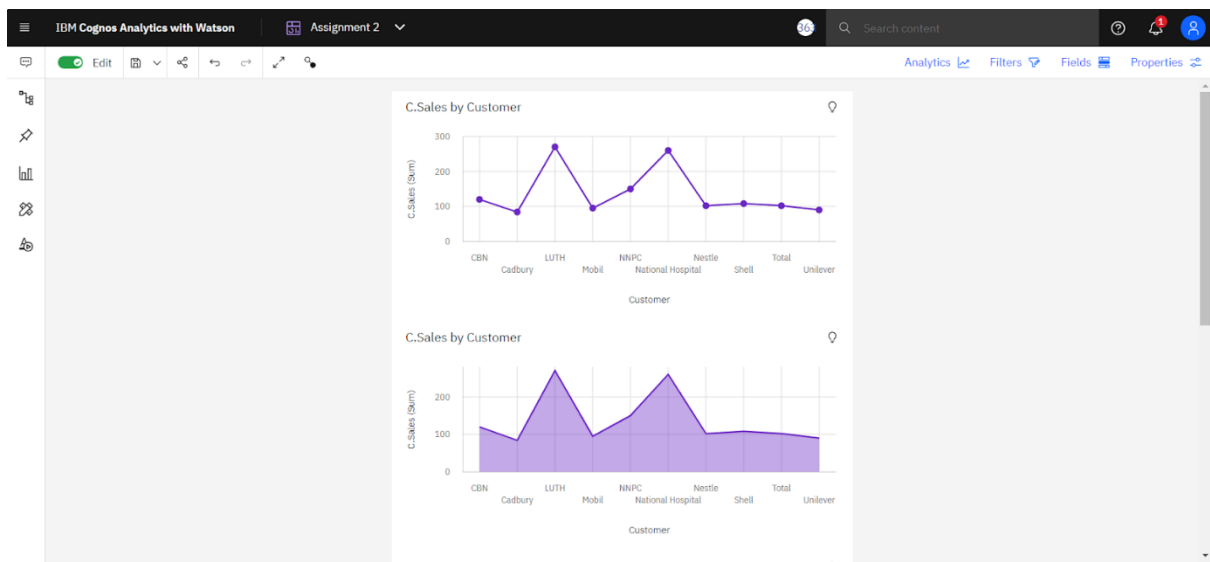 IBM Cognos Analytics with Watson
Assignment 2
Search content
1
Edit
Analytics
Filters
Fields
Properties
C.Sales by Customer
C.Sales (Sum)
300
200
100
0
CBN Cadbury LUTH Mobil NNPC National Hospital Nestle Shell Total Unilever
Customer
C.Sales by Customer
C.Sales (Sum)
200
100
0
CBN Cadbury LUTH Mobil NNPC National Hospital Nestle Shell Total Unilever
Customer